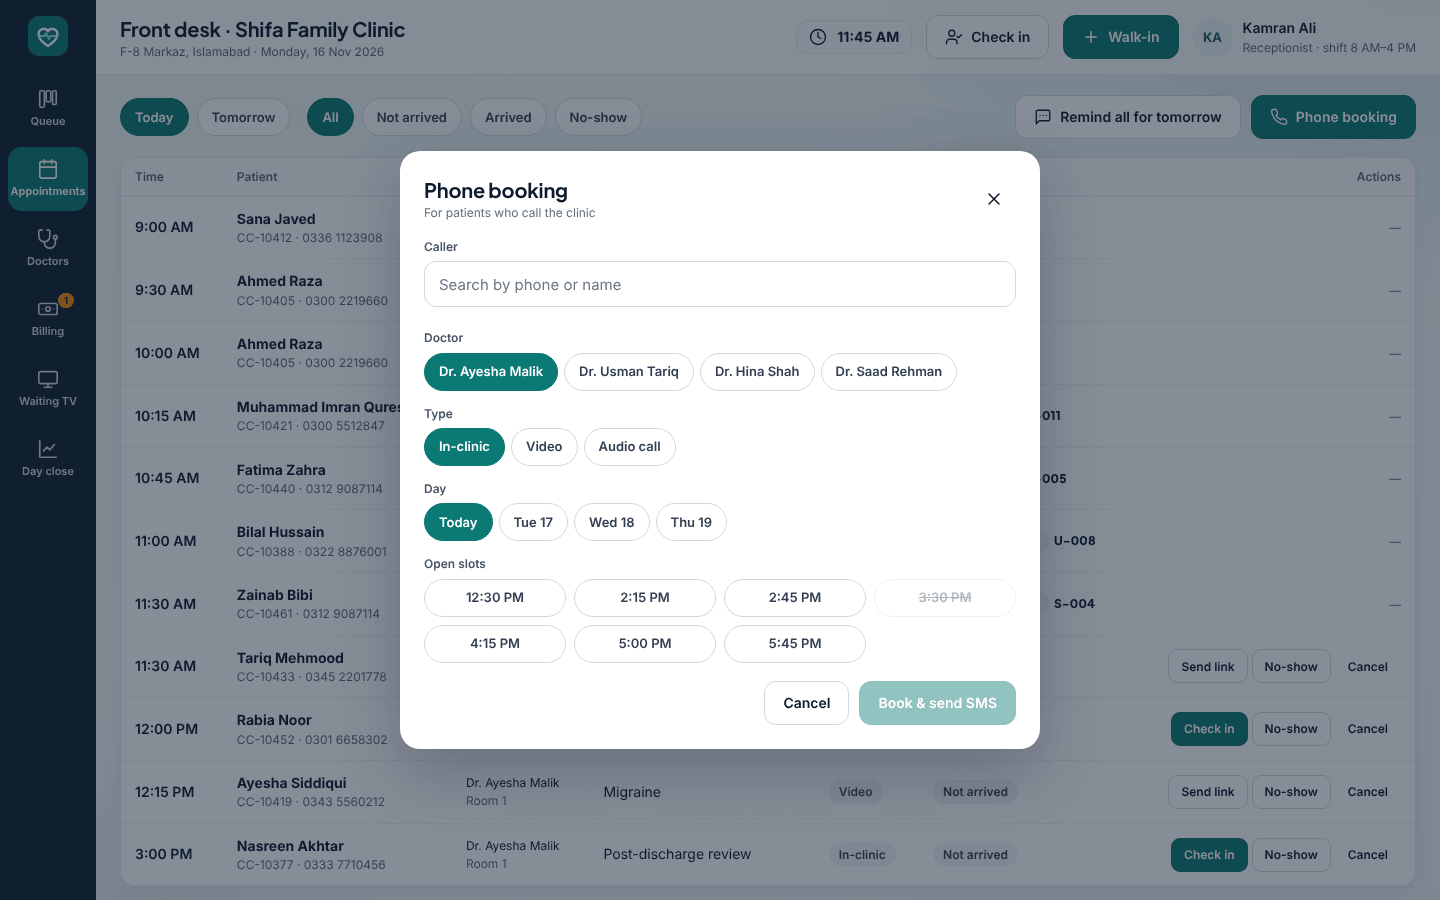 Front desk · Shifa Family Clinic
F-8 Markaz, Islamabad · Monday, 16 Nov 2026
11:45 AM
Check in
Walk-in
KA
Kamran Ali
Receptionist · shift 8 AM–4 PM
Queue
Appointments
Doctors
1
Billing
Waiting TV
Day close
Today
Tomorrow
All
Not arrived
Arrived
No-show
Remind all for tomorrow
Phone booking
Time
Patient
Actions
9:00 AM
Sana Javed
CC-10412 · 0336 1123908
—
9:30 AM
Ahmed Raza
CC-10405 · 0300 2219660
—
10:00 AM
Ahmed Raza
CC-10405 · 0300 2219660
—
10:15 AM
Muhammad Imran Qures
CC-10421 · 0300 5512847
-011
—
10:45 AM
Fatima Zahra
CC-10440 · 0312 9087114
-005
—
11:00 AM
Bilal Hussain
CC-10388 · 0322 8876001
U-008
—
11:30 AM
Zainab Bibi
CC-10461 · 0312 9087114
S-004
—
11:30 AM
Tariq Mehmood
CC-10433 · 0345 2201778
Send link
No-show
Cancel
12:00 PM
Rabia Noor
CC-10452 · 0301 6658302
Check in
No-show
Cancel
12:15 PM
Ayesha Siddiqui
CC-10419 · 0343 5560212
Dr. Ayesha Malik
Room 1
Migraine
Video
Not arrived
Send link
No-show
Cancel
3:00 PM
Nasreen Akhtar
CC-10377 · 0333 7710456
Dr. Ayesha Malik
Room 1
Post-discharge review
In-clinic
Not arrived
Check in
No-show
Cancel
Phone booking
For patients who call the clinic
Caller
Search by phone or name
Doctor
Dr. Ayesha Malik
Dr. Usman Tariq
Dr. Hina Shah
Dr. Saad Rehman
Type
In-clinic
Video
Audio call
Day
Today
Tue 17
Wed 18
Thu 19
Open slots
12:30 PM
2:15 PM
2:45 PM
3:30 PM
4:15 PM
5:00 PM
5:45 PM
Cancel
Book & send SMS